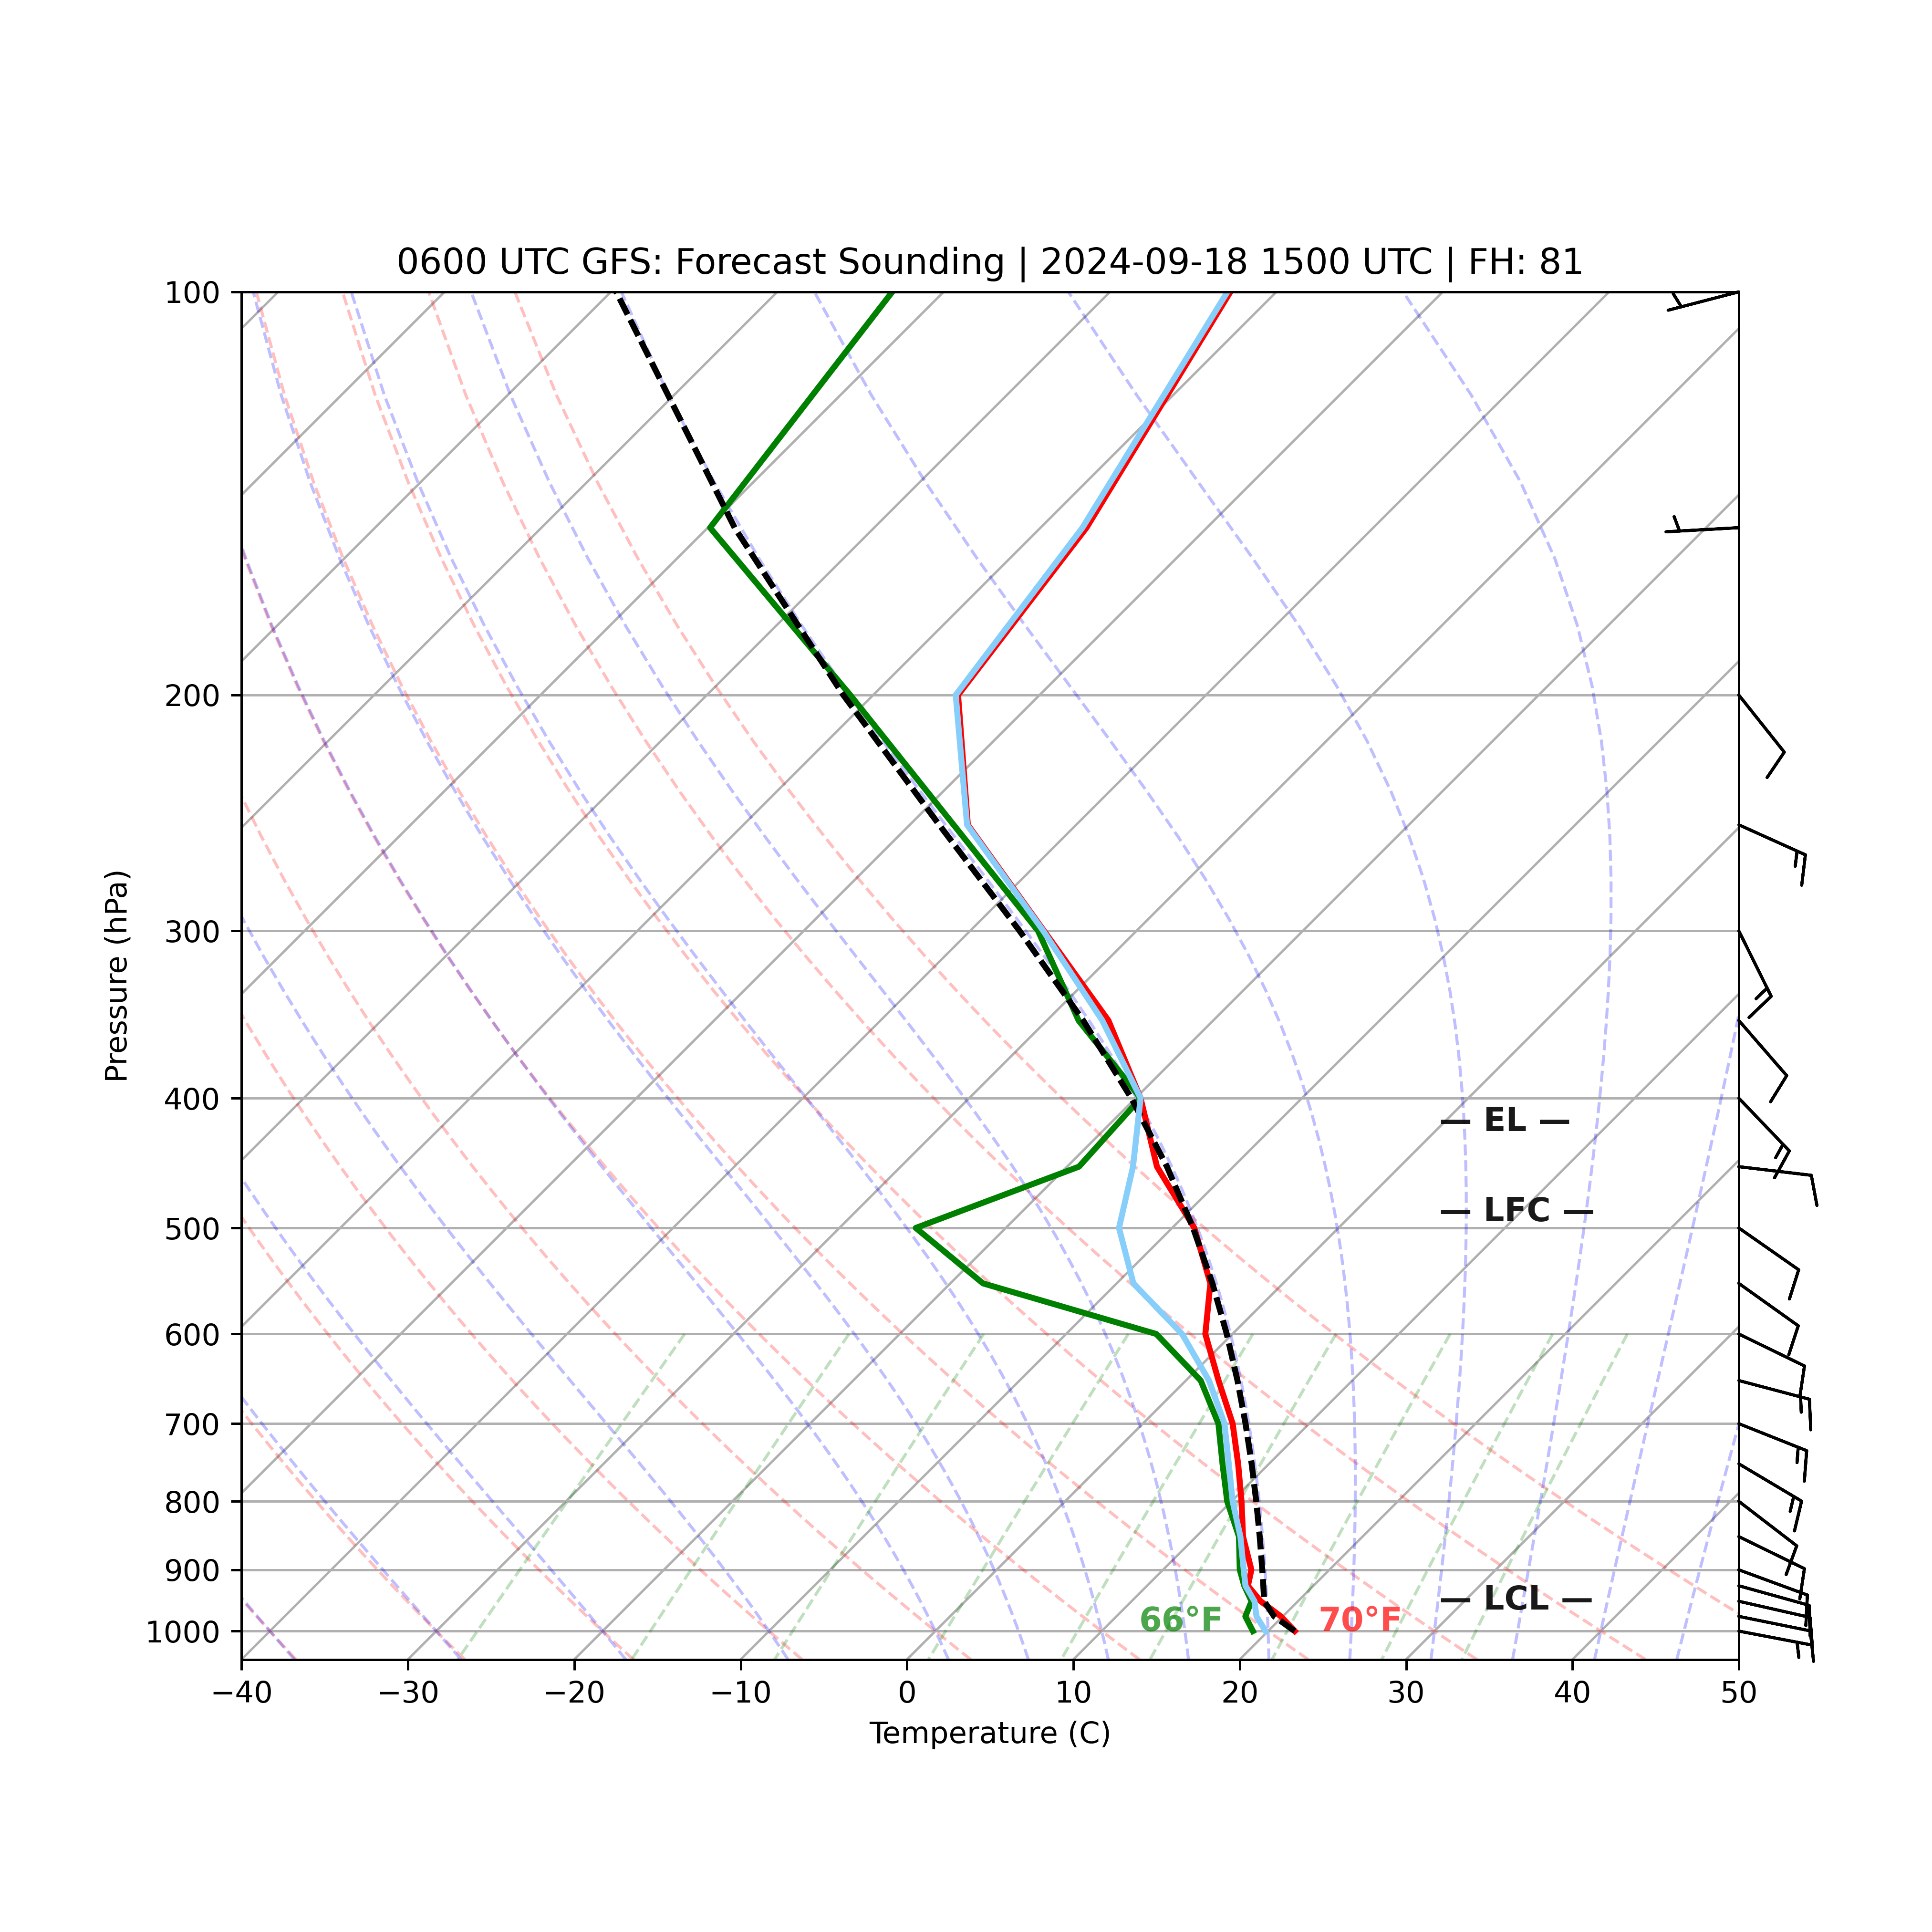 0600 UTC GFS: Forecast Sounding | 2024-09-18 1500 UTC | FH: 81
100
200
300
400
500
600
700
800
900
1000
Pressure (hPa)
— EL —
— LFC —
— LCL —
66°F 70°F
−40 −30 −20 −10 0 10 20 30 40 50
Temperature (C)